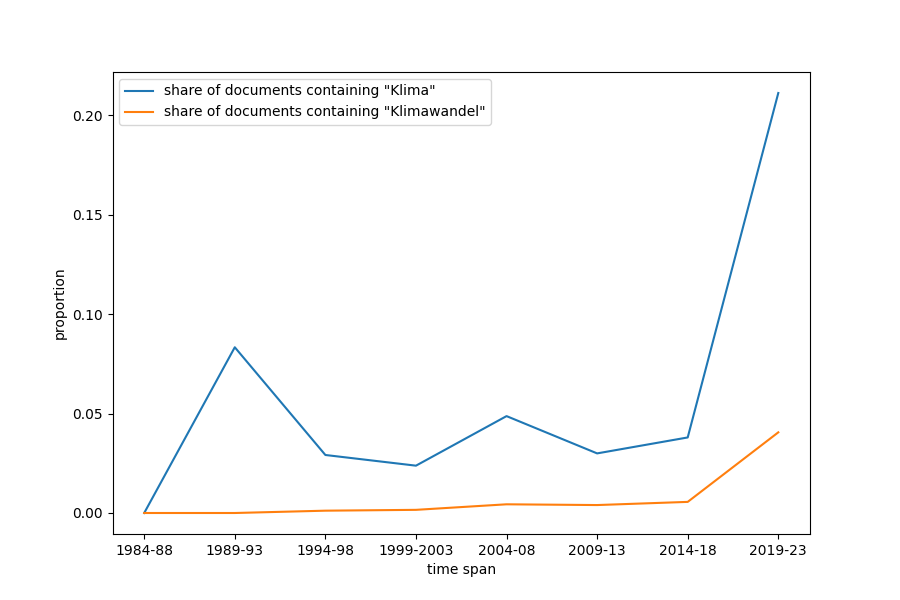 share of documents containing "Klima"
share of documents containing "Klimawandel"
proportion
0.20
0.15
0.10
0.05
0.00
1984-88 1989-93 1994-98 1999-2003 2004-08 2009-13 2014-18 2019-23
time span